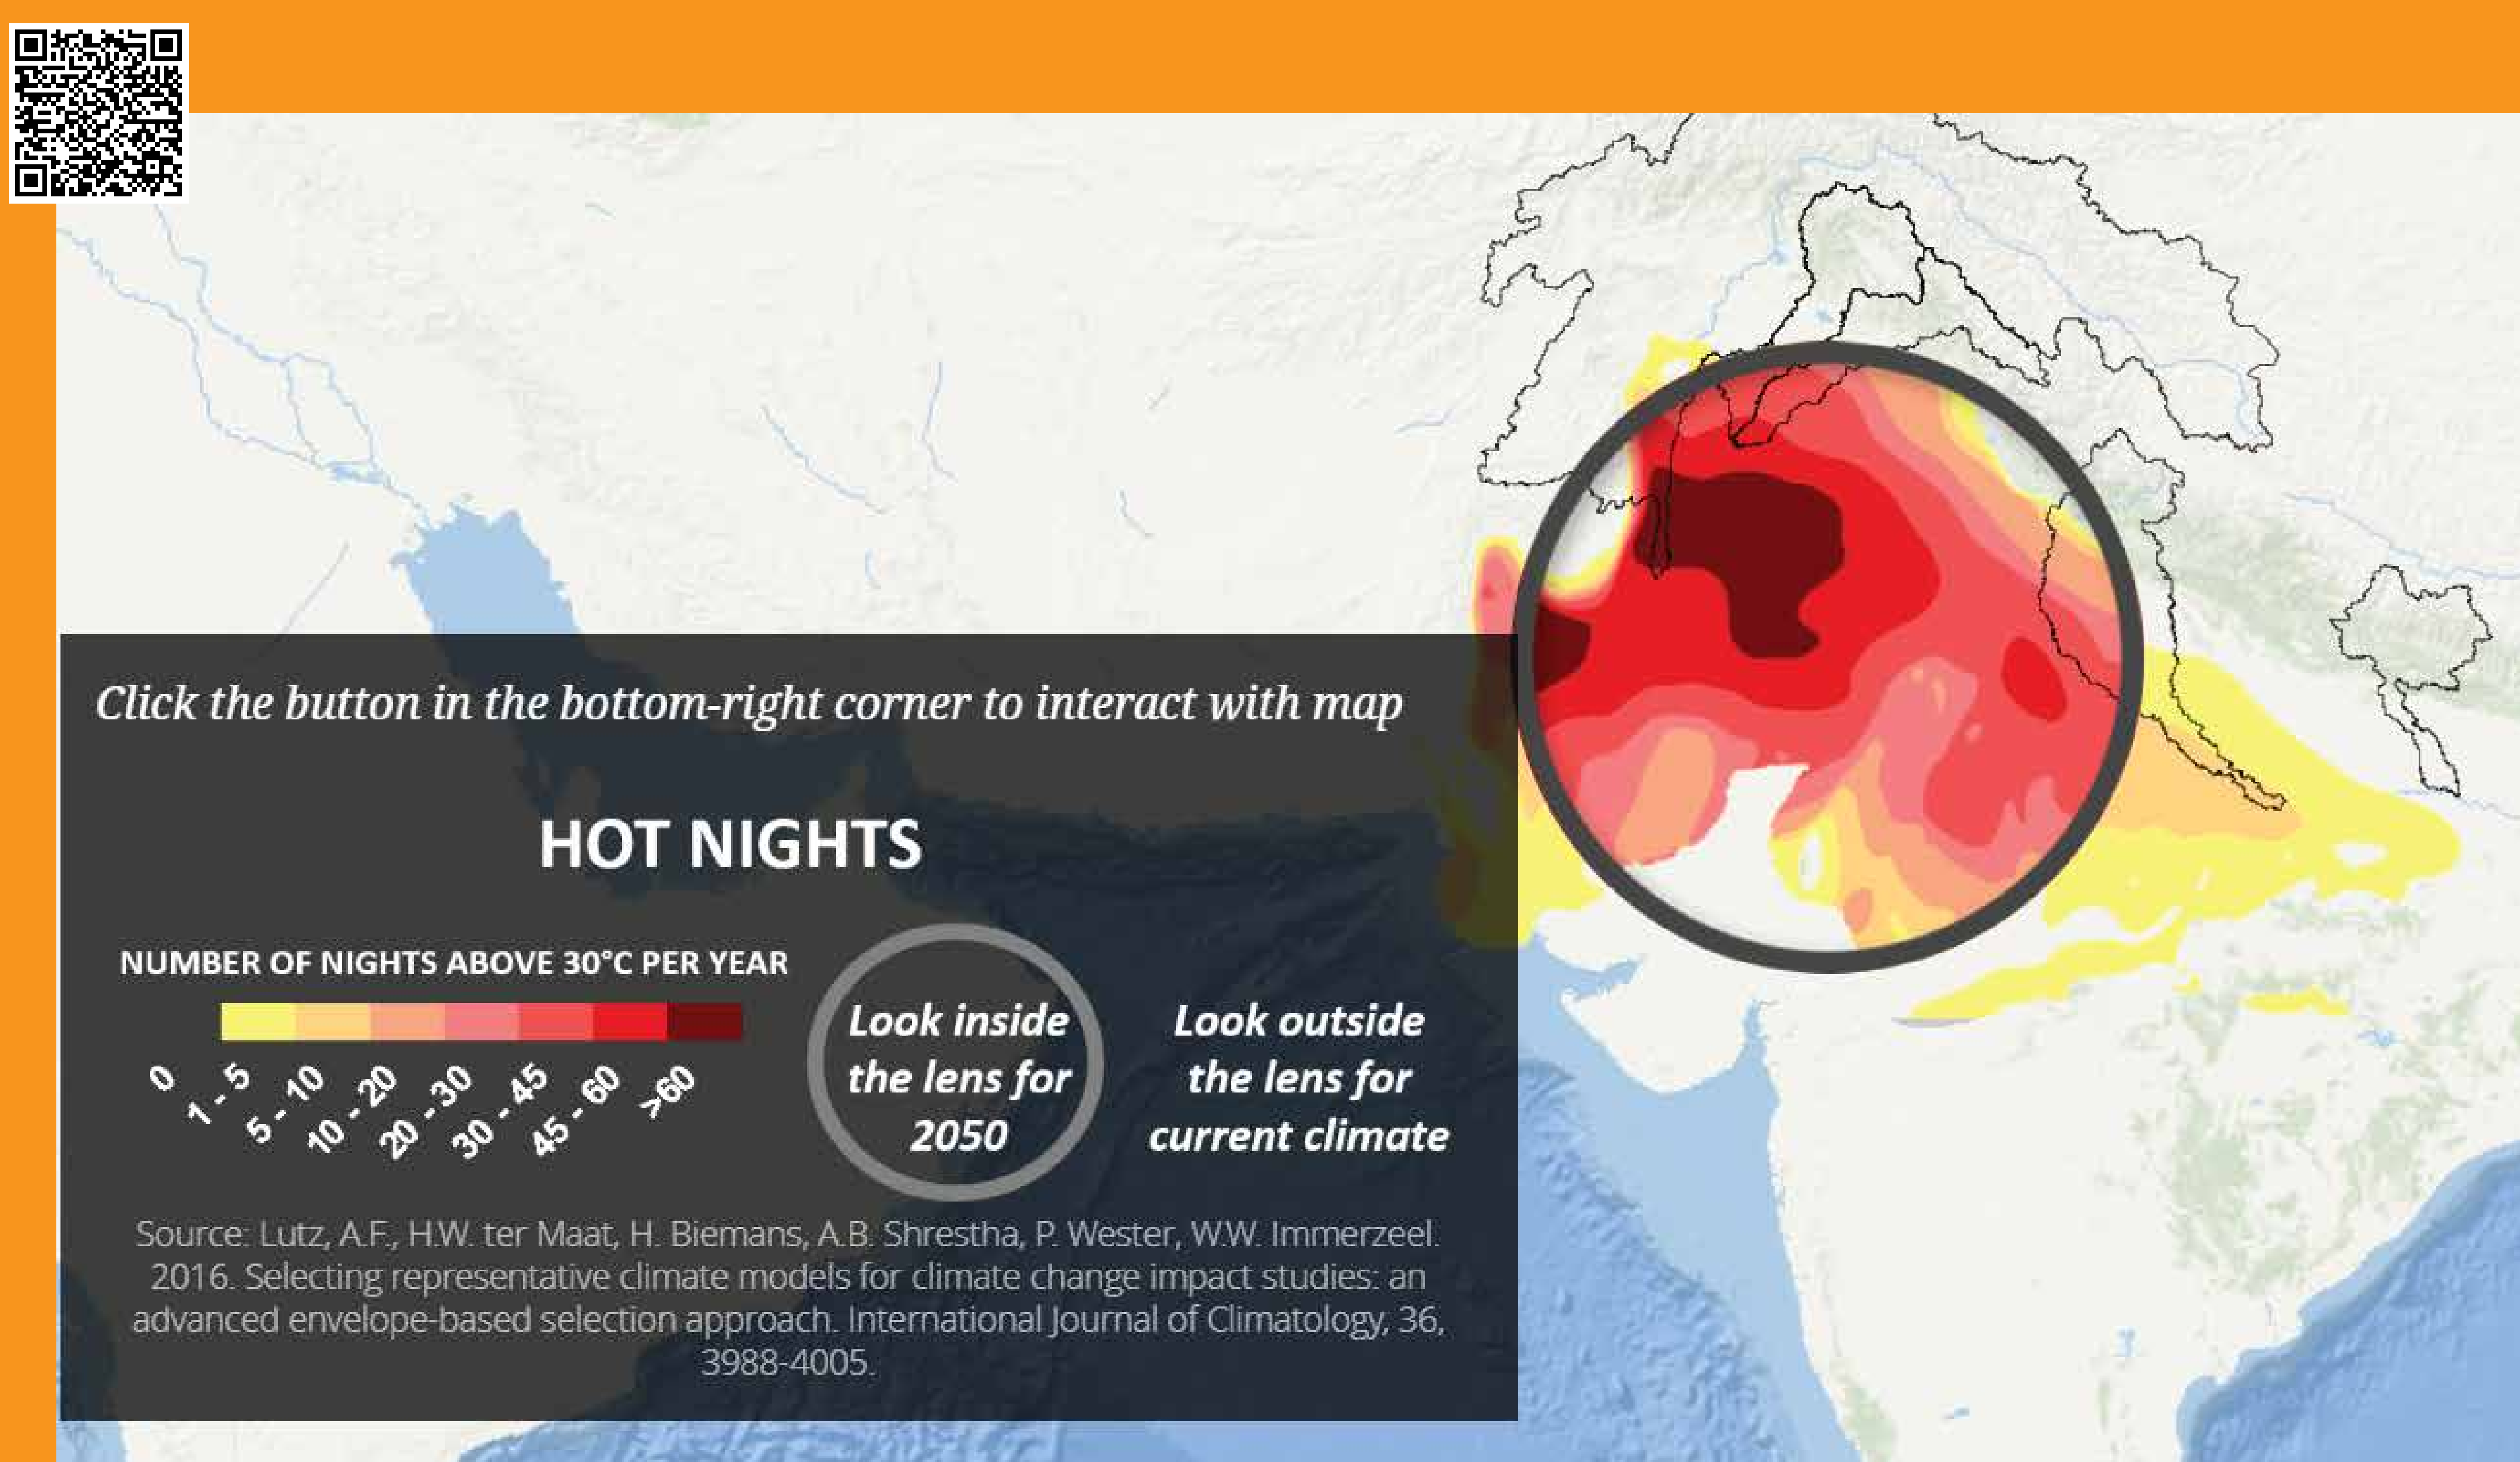 Click the button in the bottom-right corner to interact with map
HOT NIGHTS
NUMBER OF NIGHTS ABOVE 30°C PER YEAR
0
1 - 5
5 - 10
10 - 20
20 -30
30 - 45
45 - 60
>60
Look inside
the lens for
2050
Look outside
the lens for
current climate
Source: Lutz, A.F., H.W. ter Maat, H. Biemans, A.B. Shrestha, P. Wester, W.W. Immerzeel.
2016. Selecting representative climate models for climate change impact studies: an
advanced envelope-based selection approach. International Journal of Climatology, 36,
3988-4005.